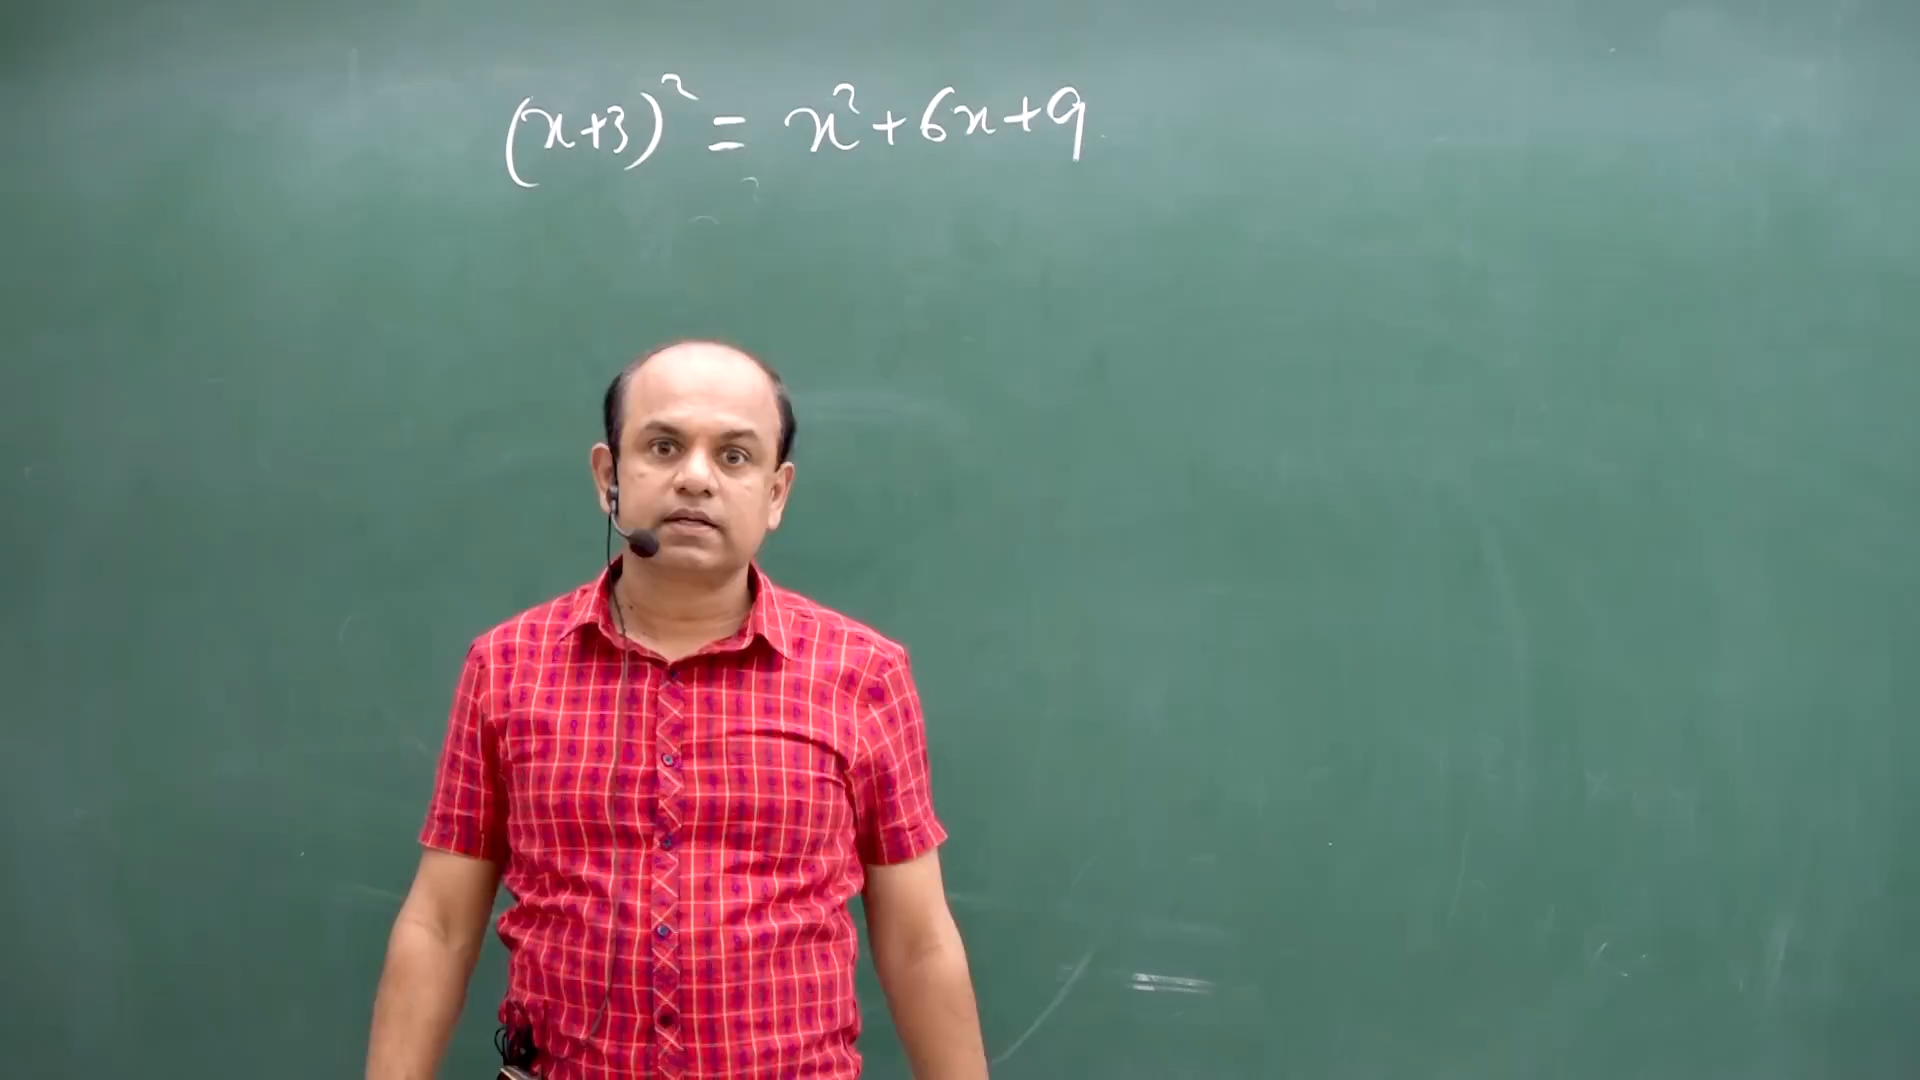 (x+3)² = x²+6x+9